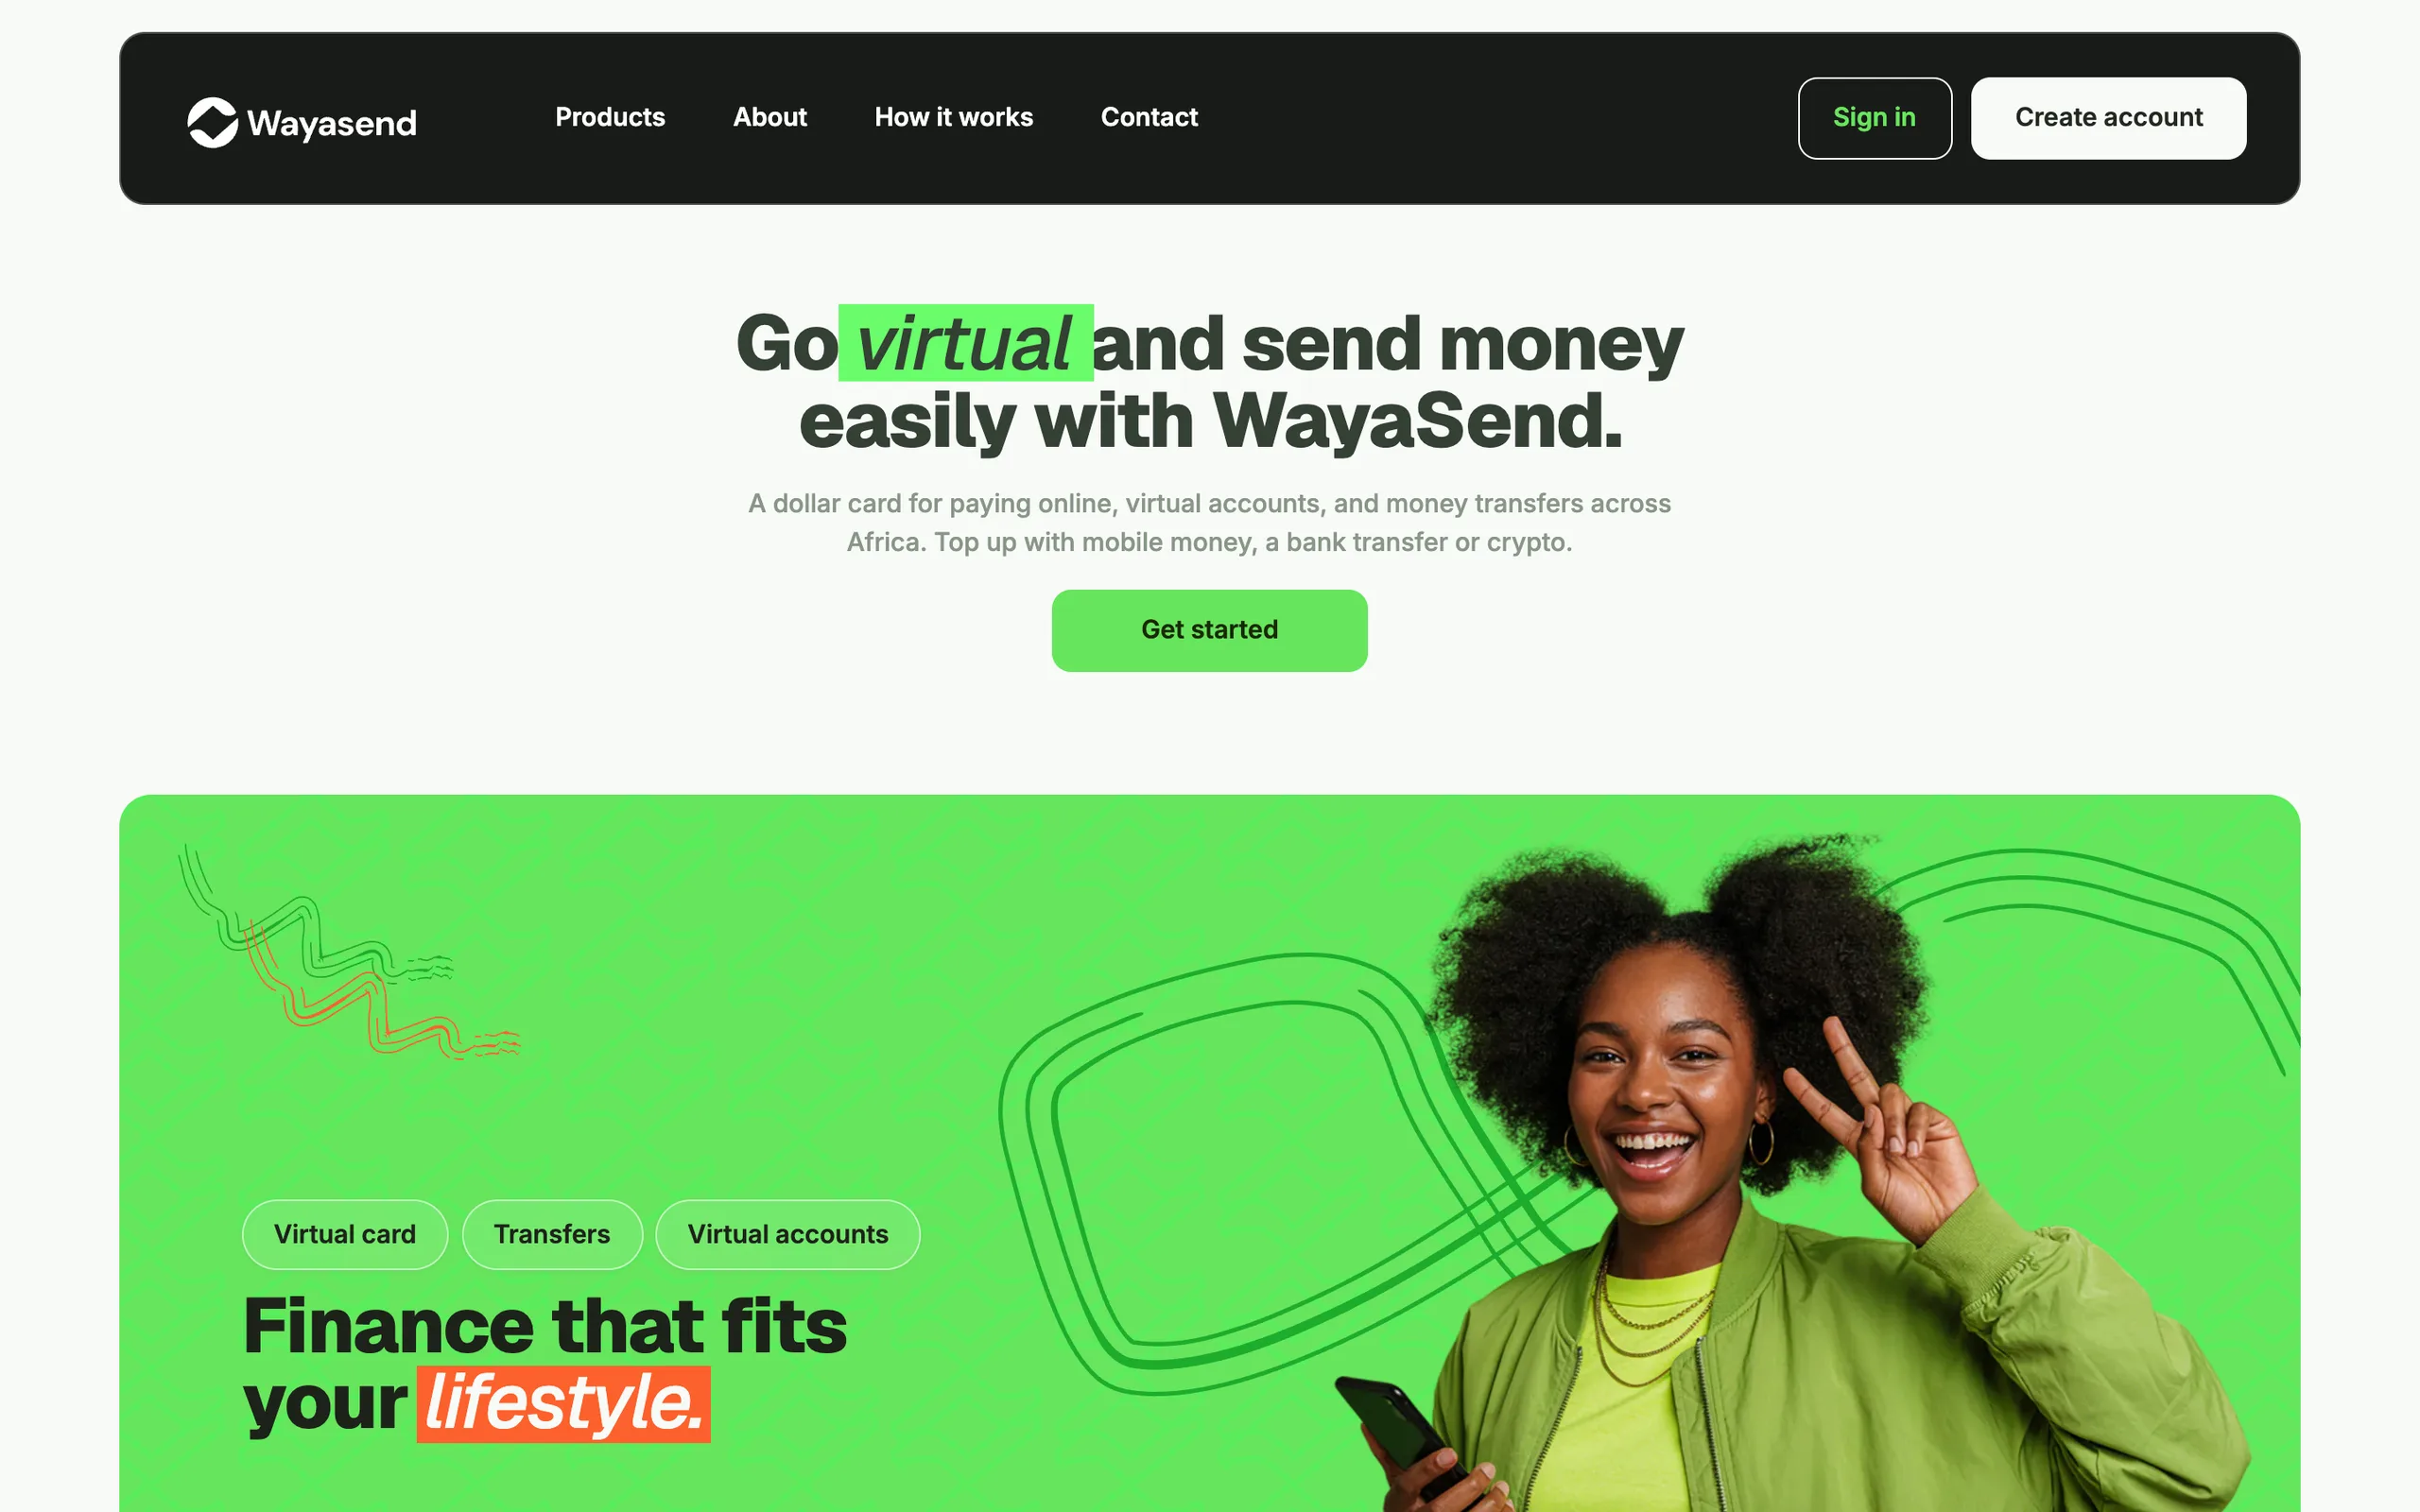 Wayasend
Products
About
How it works
Contact
Sign in
Create account
Go virtual and send money
easily with WayaSend.
A dollar card for paying online, virtual accounts, and money transfers across
Africa. Top up with mobile money, a bank transfer or crypto.
Get started
Virtual card
Transfers
Virtual accounts
Finance that fits
your lifestyle.